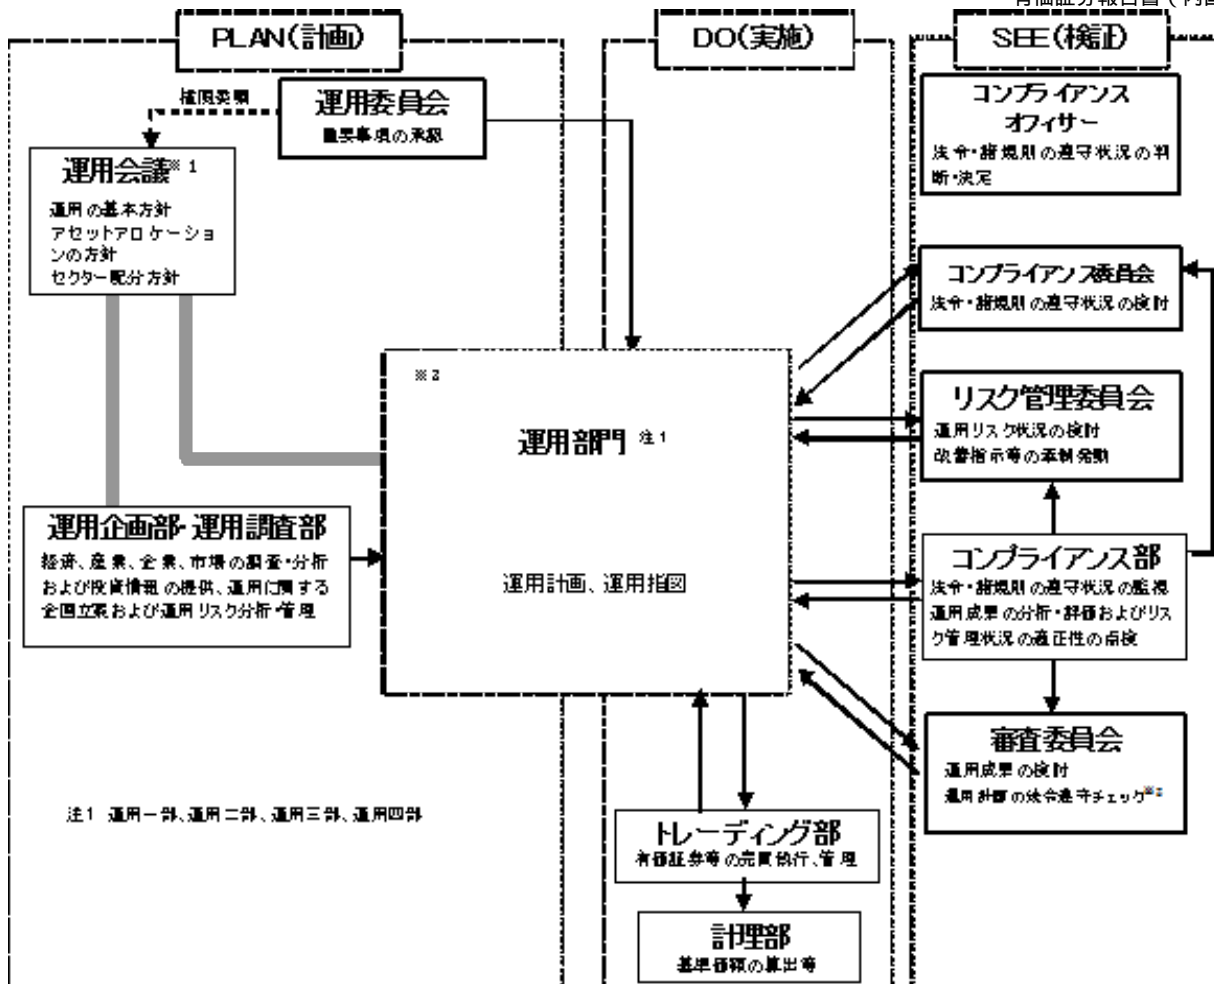 有価証券報告書(内国
PLAN(計画)
DO(実施)
SEE(検証)
権限委嘱
運用委員会
重要事項の承認
運用会議※1
運用の基本方針
アセットアロケーショ
ンの方針
セクター配分方針
コンプライアンス
オフィサー
法令・諸規則の遵守状況の判
断・決定
コンプライアンス委員会
法令・諸規則の遵守状況の検討
※2
運用部門 注1
運用計画、運用指図
リスク管理委員会
運用リスク状況の検討
改善指示等の牽制発動
運用企画部・運用調査部
経済、産業、企業、市場の調査・分析
および投資情報の提供、運用に関する
企画立案および運用リスク分析・管理
コンプライアンス部
法令・諸規則の遵守状況の監視
運用成果の分析・評価およびリス
ク管理状況の適正性の点検
審査委員会
運用成果の検討
運用計画の法令遵守チェック
注1 運用一部、運用二部、運用三部、運用四部
トレーディング部
有価証券等の売買執行、管理
計理部
基準価額の算出等